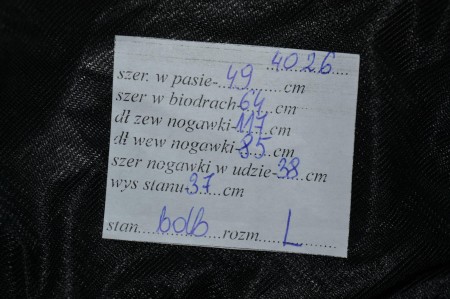 4026
szer. w pasie-49......cm
szer w biodrach-64...cm
dł zew nogawki-117...cm
dł wew nogawki-85...cm
szer nogawki w udzie-38..cm
wys stanu-37...cm
stan....bdb....rozm....L........